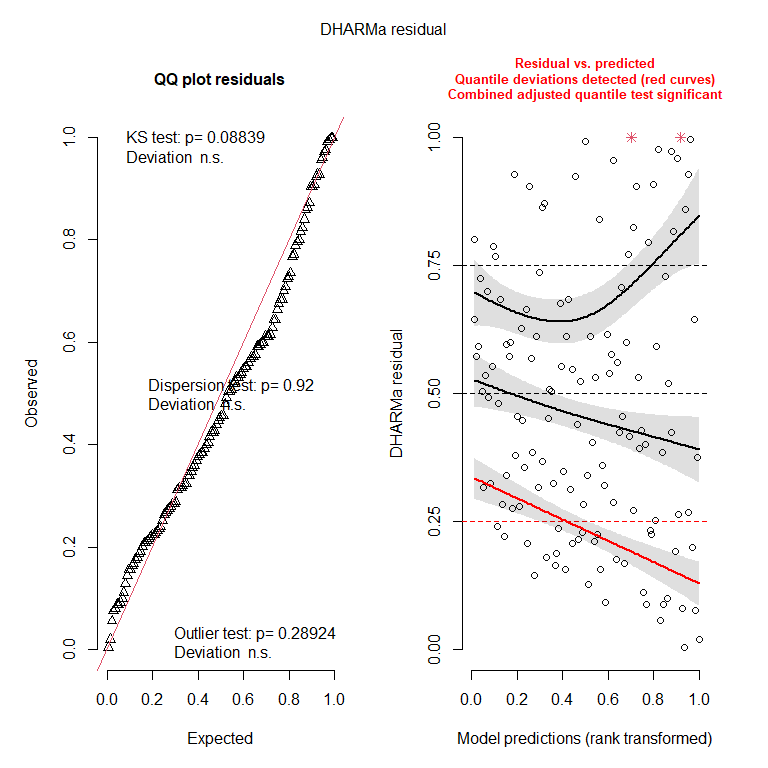 DHARMa residual
QQ plot residuals
KS test: p= 0.08839
Deviation n.s.
Dispersion test: p= 0.92
Deviation n.s.
Outlier test: p= 0.28924
Deviation n.s.
Observed
0.0 0.2 0.4 0.6 0.8 1.0
0.0 0.2 0.4 0.6 0.8 1.0
Expected
Residual vs. predicted
Quantile deviations detected (red curves)
Combined adjusted quantile test significant
DHARMa residual
0.00 0.25 0.50 0.75 1.00
0.0 0.2 0.4 0.6 0.8 1.0
Model predictions (rank transformed)